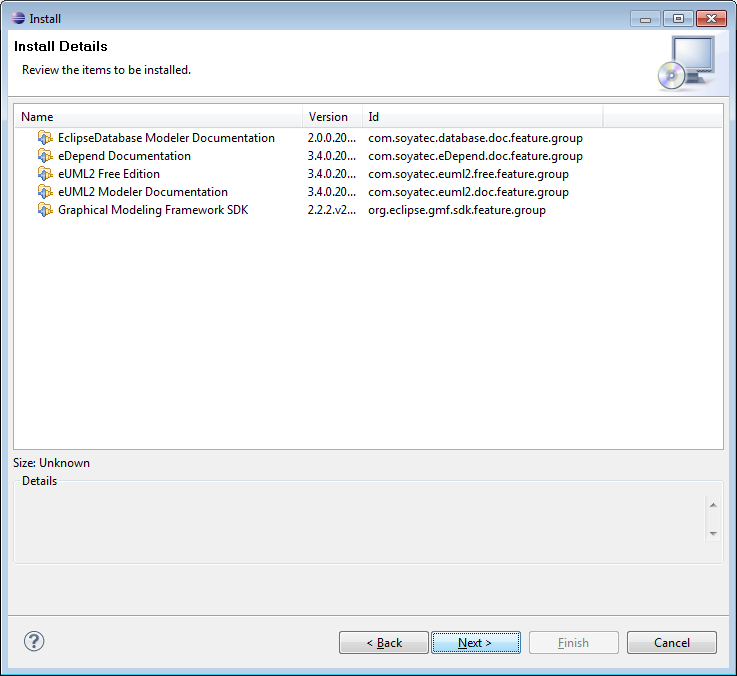 Install
Install Details
Review the items to be installed.
Name Version Id
EclipseDatabase Modeler Documentation 2.0.0.20... com.soyatec.database.doc.feature.group
eDepend Documentation 3.4.0.20... com.soyatec.eDepend.doc.feature.group
eUML2 Free Edition 3.4.0.20... com.soyatec.euml2.free.feature.group
eUML2 Modeler Documentation 3.4.0.20... com.soyatec.euml2.doc.feature.group
Graphical Modeling Framework SDK 2.2.2.v2... org.eclipse.gmf.sdk.feature.group
Size: Unknown
Details
? < Back Next > Finish Cancel